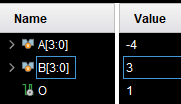 Name Value
A[3:0] -4
B[3:0] 3
O 1